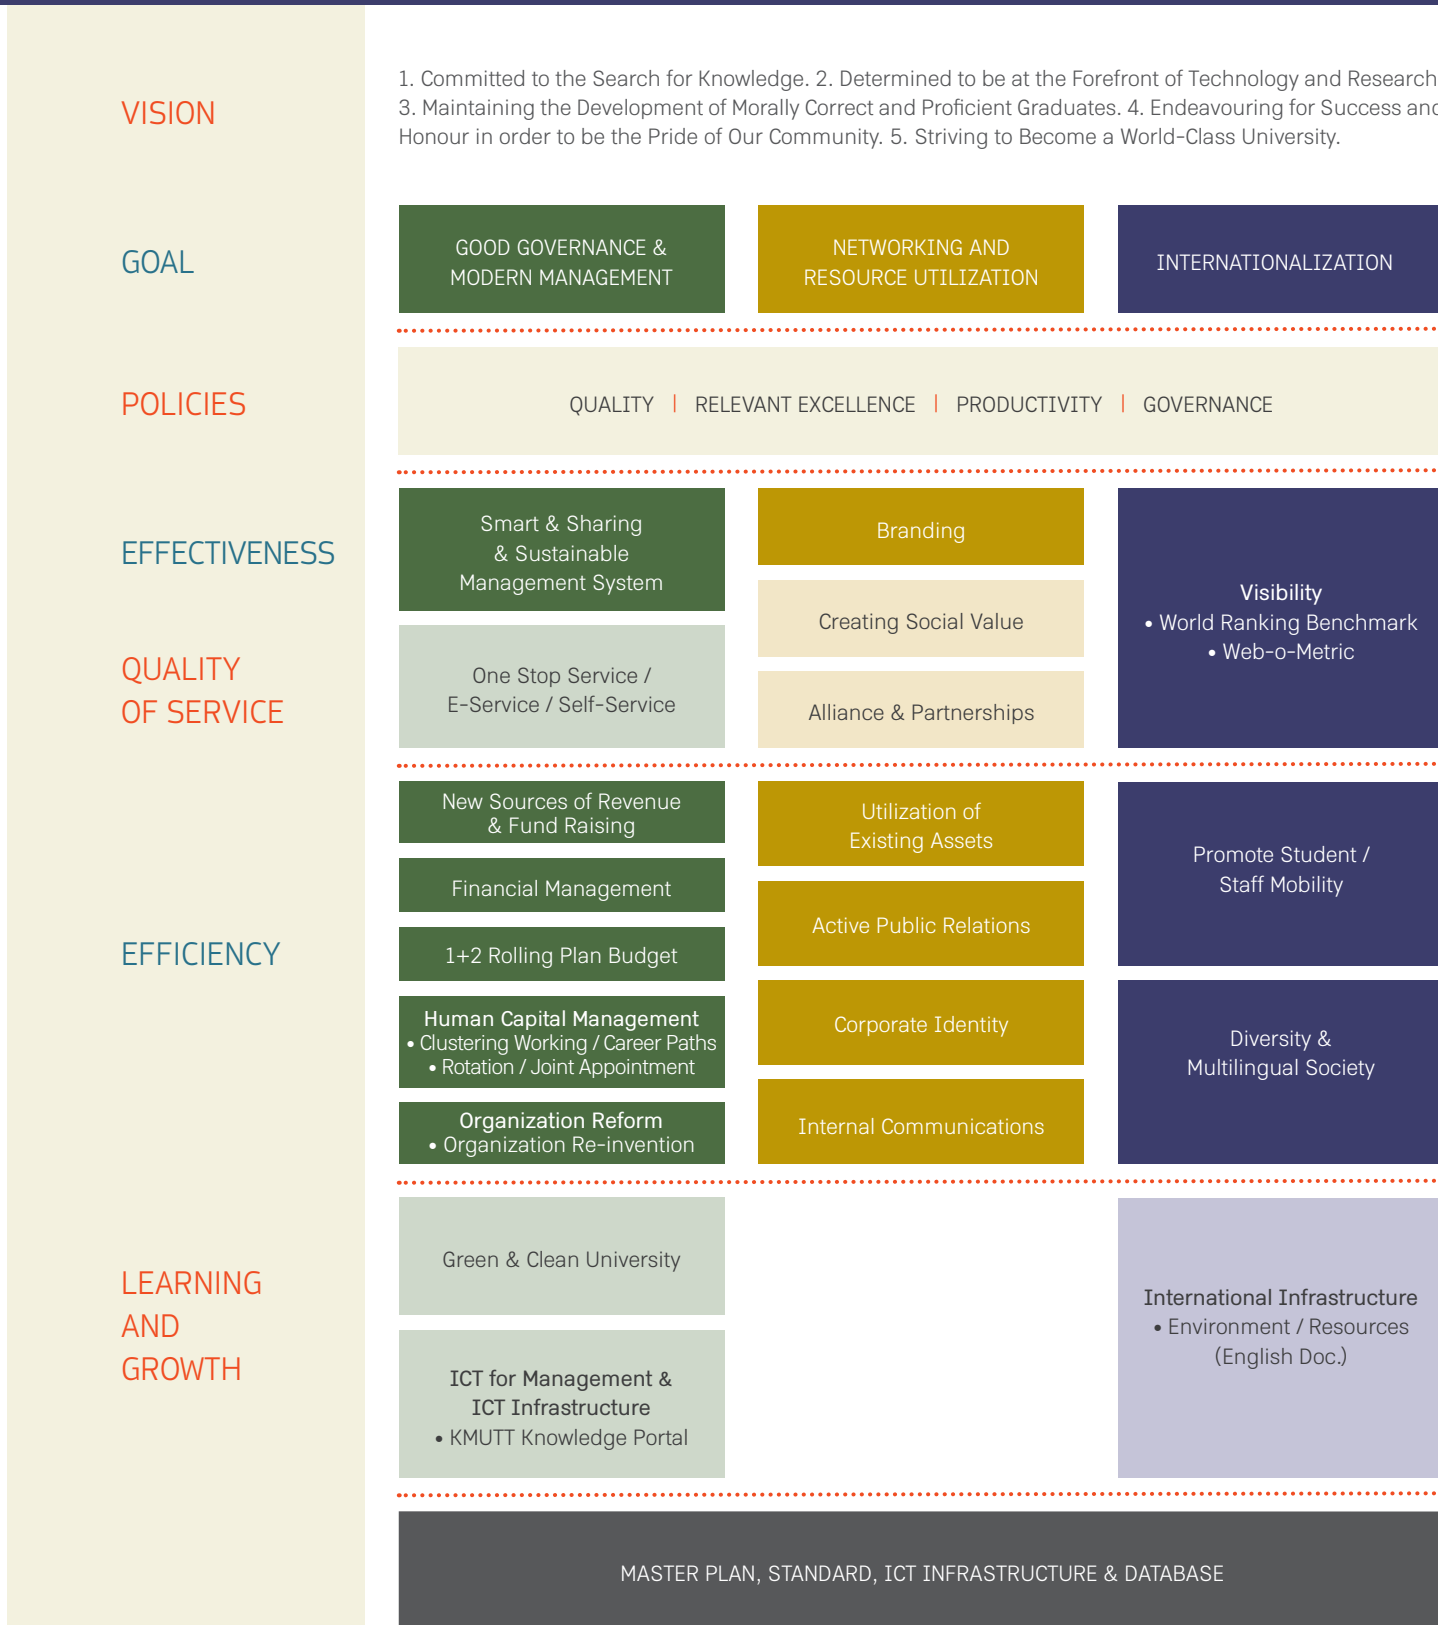 VISION
1. Committed to the Search for Knowledge. 2. Determined to be at the Forefront of Technology and Research
3. Maintaining the Development of Morally Correct and Proficient Graduates. 4. Endeavouring for Success and
Honour in order to be the Pride of Our Community. 5. Striving to Become a World-Class University.
GOAL
GOOD GOVERNANCE &
MODERN MANAGEMENT
NETWORKING AND
RESOURCE UTILIZATION
INTERNATIONALIZATION
POLICIES
QUALITY | RELEVANT EXCELLENCE | PRODUCTIVITY | GOVERNANCE
EFFECTIVENESS
QUALITY
OF SERVICE
Smart & Sharing
& Sustainable
Management System
One Stop Service /
E-Service / Self-Service
Branding
Creating Social Value
Alliance & Partnerships
Visibility
• World Ranking Benchmark
• Web-o-Metric
EFFICIENCY
New Sources of Revenue
& Fund Raising
Financial Management
1+2 Rolling Plan Budget
Human Capital Management
• Clustering Working / Career Paths
• Rotation / Joint Appointment
Organization Reform
• Organization Re-invention
Utilization of
Existing Assets
Active Public Relations
Corporate Identity
Internal Communications
Promote Student /
Staff Mobility
Diversity &
Multilingual Society
LEARNING
AND
GROWTH
Green & Clean University
ICT for Management &
ICT Infrastructure
• KMUTT Knowledge Portal
International Infrastructure
• Environment / Resources
(English Doc.)
MASTER PLAN, STANDARD, ICT INFRASTRUCTURE & DATABASE